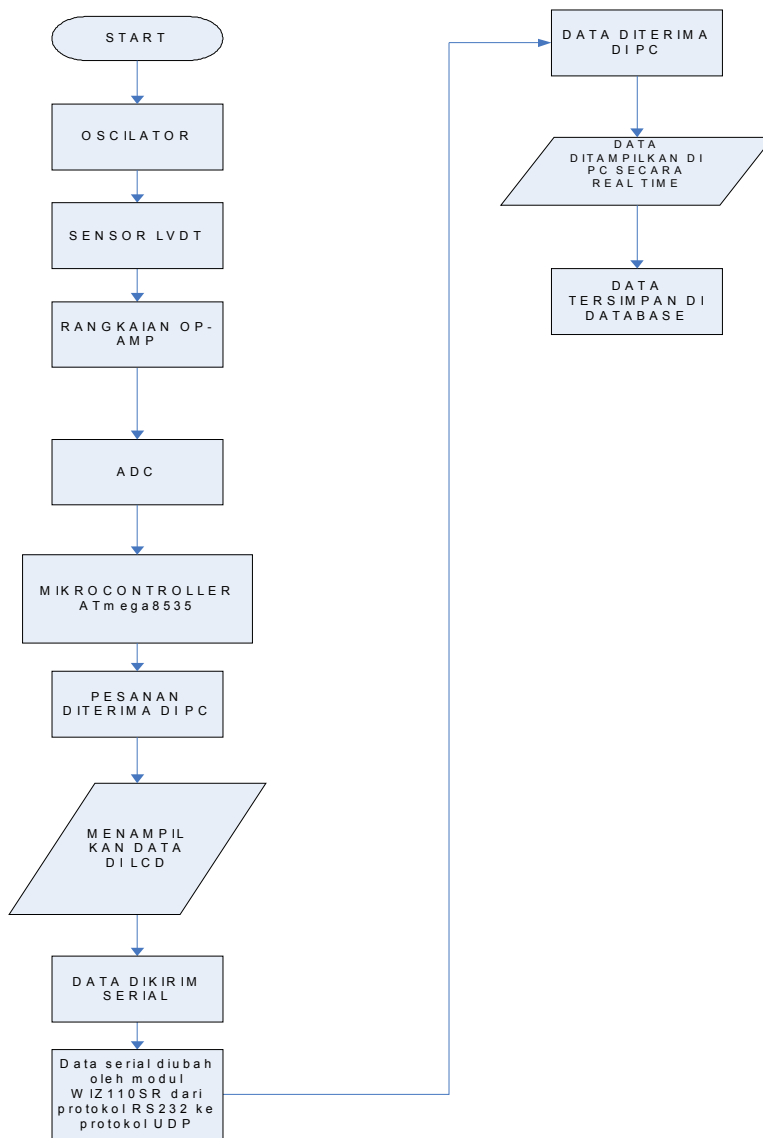 START
OSCILATOR
SENSOR LVDT
RANGKAIAN OP-
AMP
ADC
MIKROCONTROLLER
ATmega8535
PESANAN
DITERIMA DI PC
MENAMPIL
KAN DATA
DI LCD
DATA DIKIRIM
SERIAL
Data serial diubah
oleh modul
WIZ110SR dari
protokol RS232 ke
protokol UDP
DATA DITERIMA
DI PC
DATA
DITAMPILKAN DI
PC SECARA
REAL TIME
DATA
TERSIMPAN DI
DATABASE